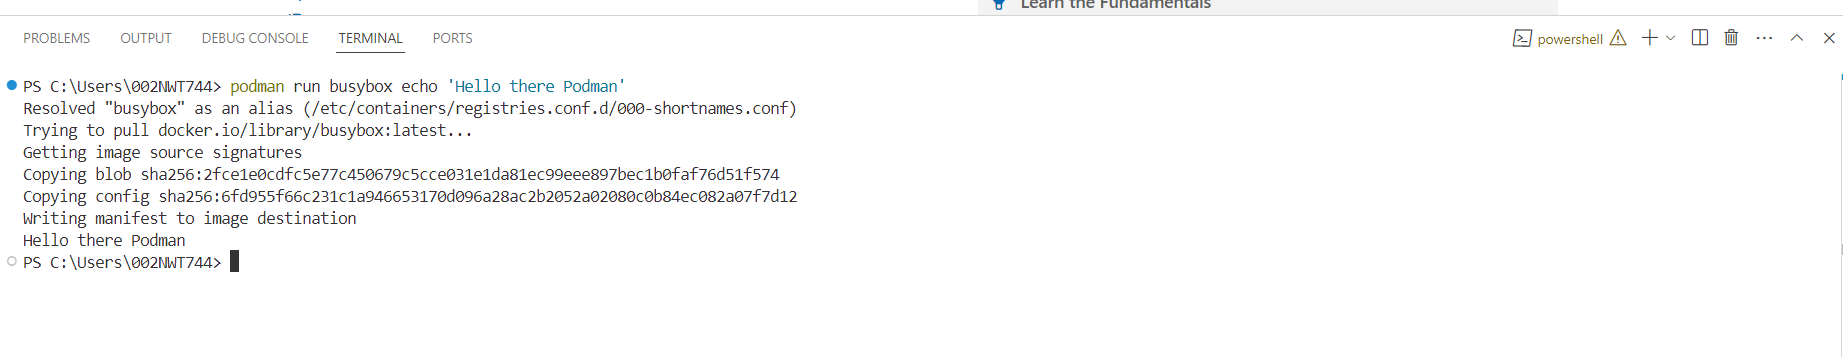 Learn the Fundamentals
PROBLEMS OUTPUT DEBUG CONSOLE TERMINAL PORTS powershell
PS C:\Users\002NWT744> podman run busybox echo 'Hello there Podman'
Resolved "busybox" as an alias (/etc/containers/registries.conf.d/000-shortnames.conf)
Trying to pull docker.io/library/busybox:latest...
Getting image source signatures
Copying blob sha256:2fce1e0cdfc5e77c450679c5cce031e1da81ec99eee897bec1b0faf76d51f574
Copying config sha256:6fd955f66c231c1a946653170d096a28ac2b2052a02080c0b84ec082a07f7d12
Writing manifest to image destination
Hello there Podman
PS C:\Users\002NWT744>